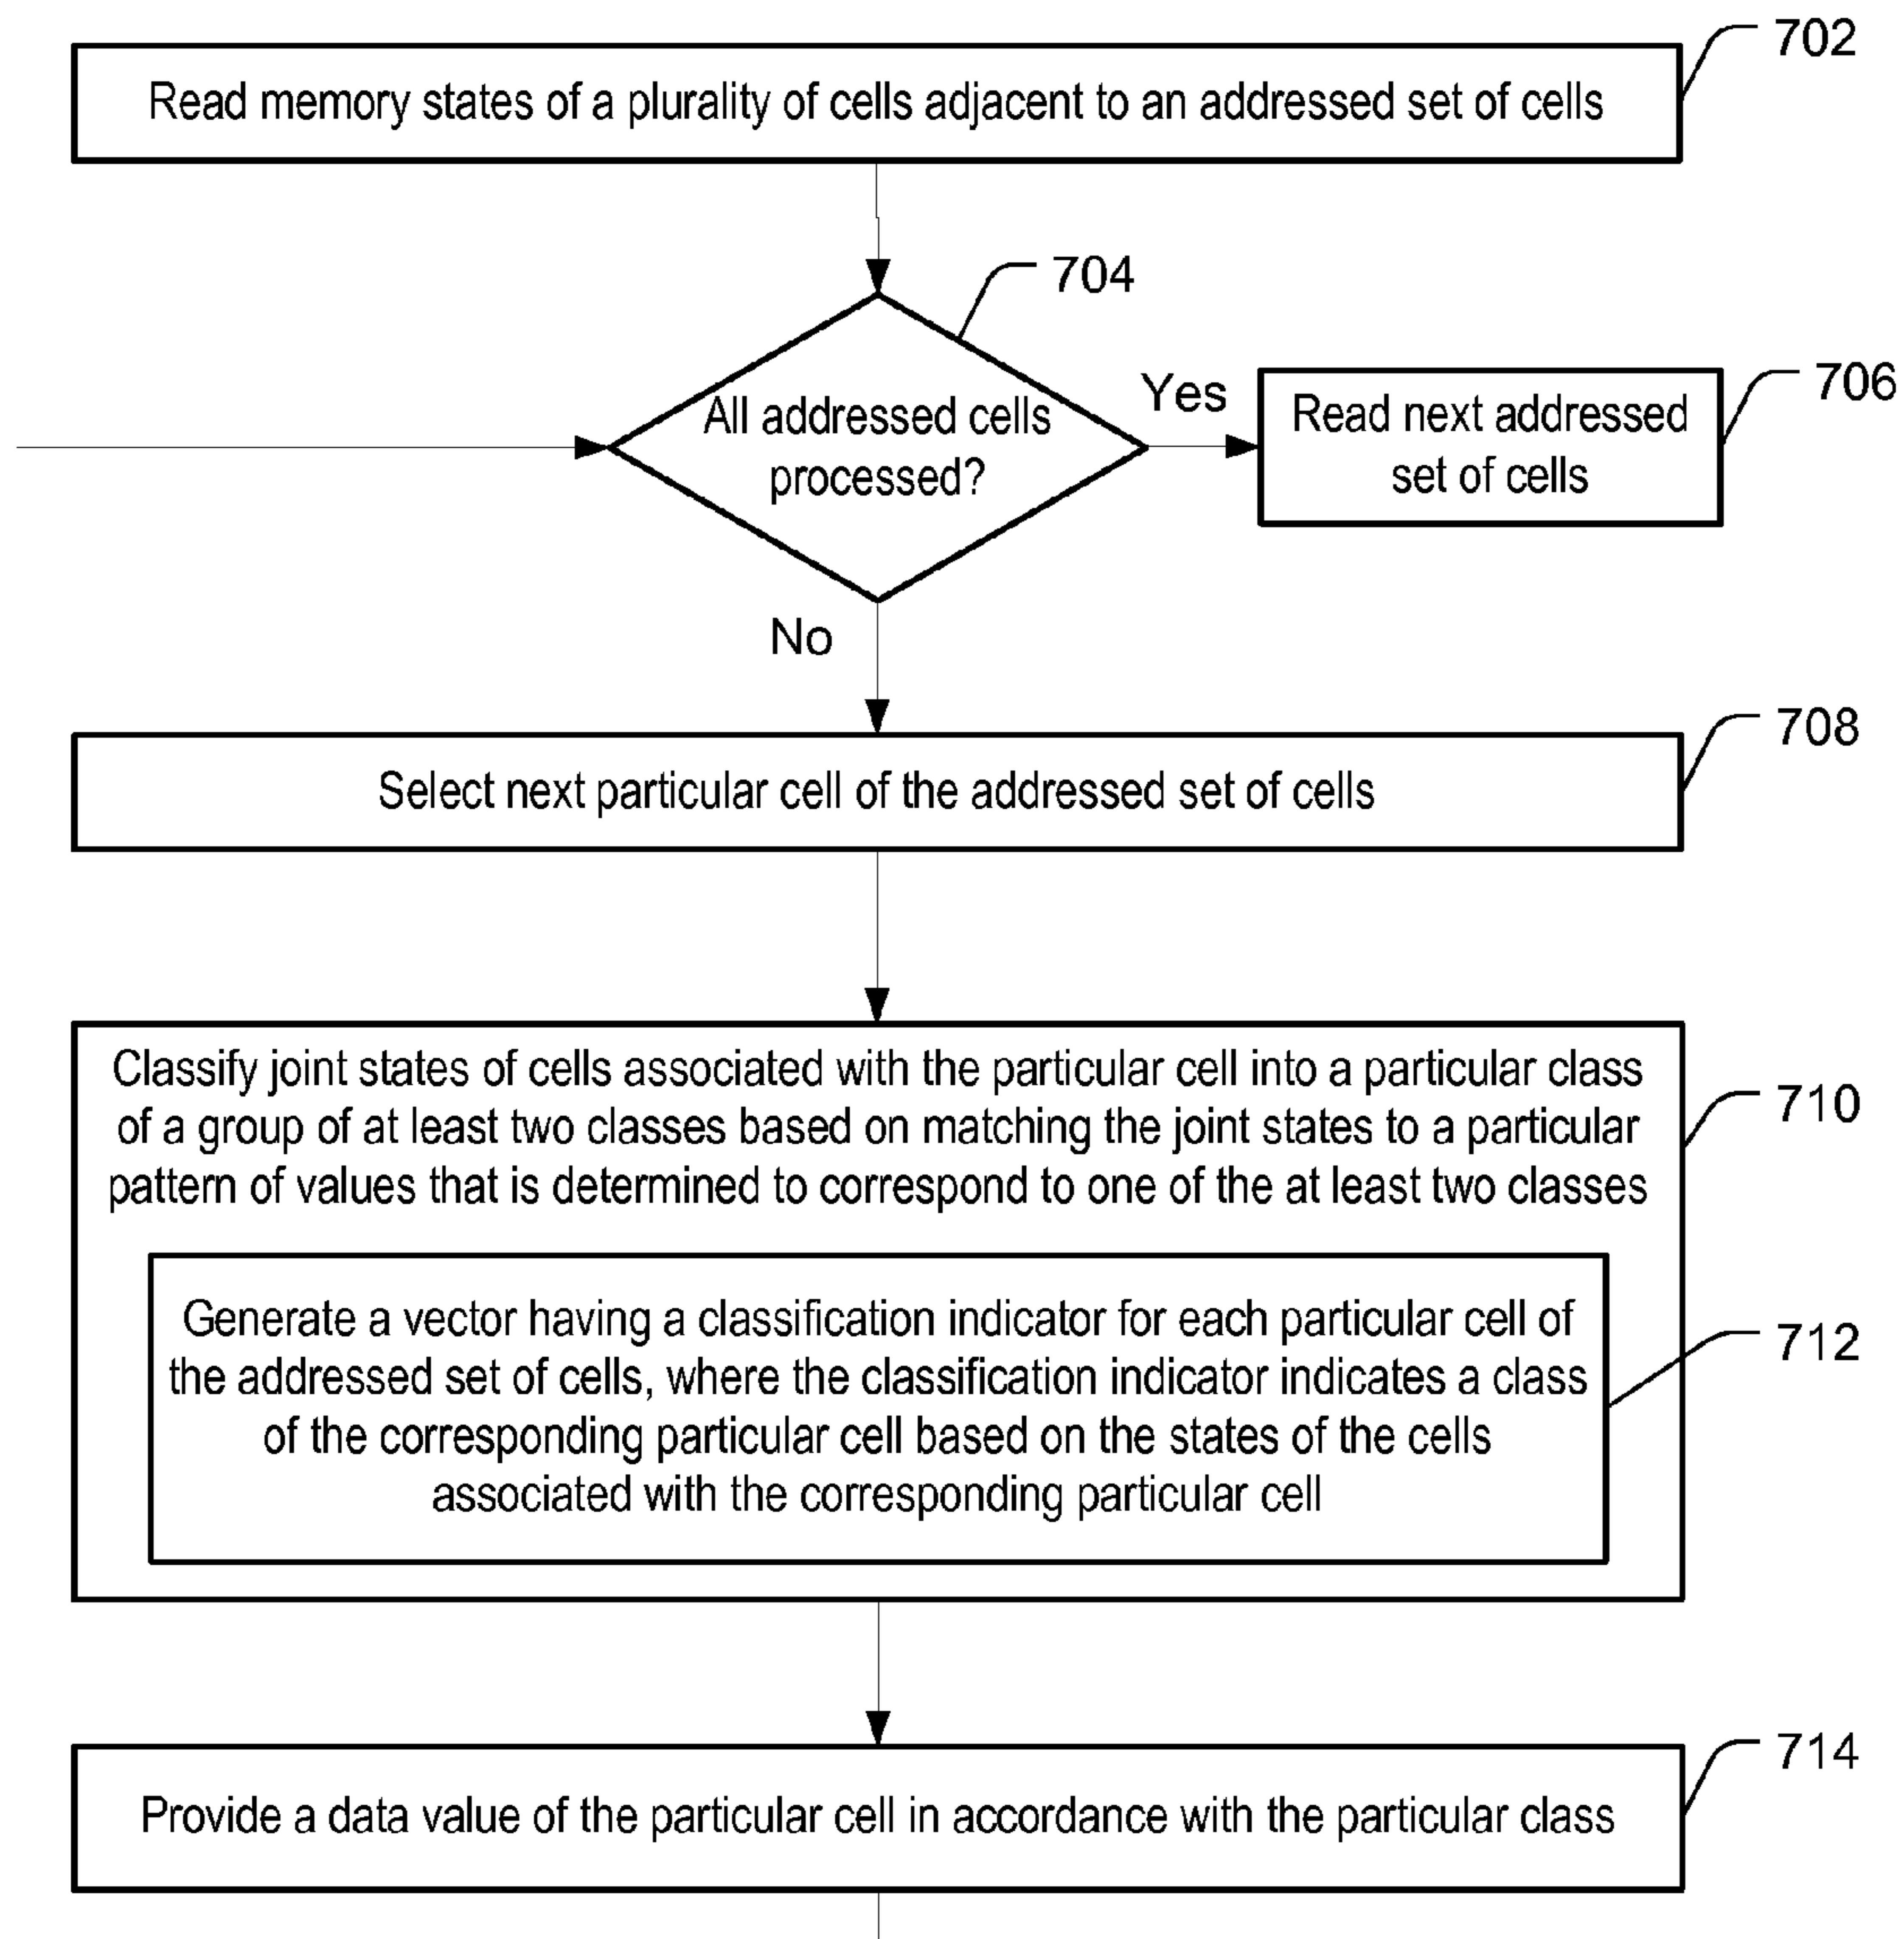 702
Read memory states of a plurality of cells adjacent to an addressed set of cells
704
All addressed cells
processed?
Yes
706
Read next addressed
set of cells
No
708
Select next particular cell of the addressed set of cells
710
Classify joint states of cells associated with the particular cell into a particular class
of a group of at least two classes based on matching the joint states to a particular
pattern of values that is determined to correspond to one of the at least two classes
712
Generate a vector having a classification indicator for each particular cell of
the addressed set of cells, where the classification indicator indicates a class
of the corresponding particular cell based on the states of the cells
associated with the corresponding particular cell
714
Provide a data value of the particular cell in accordance with the particular class